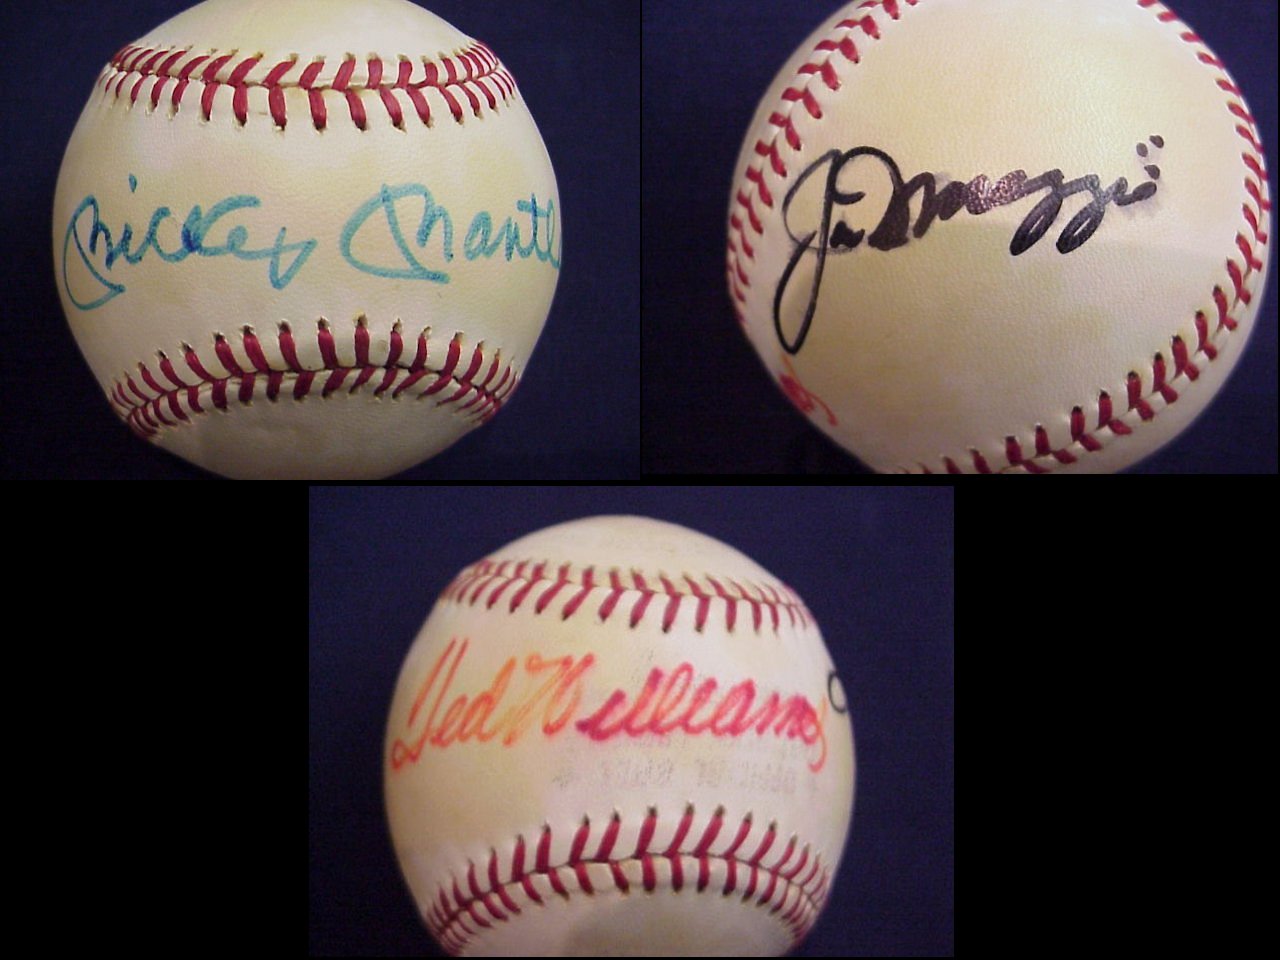 Mickey Mantle
Joe DiMaggio
Ted Williams